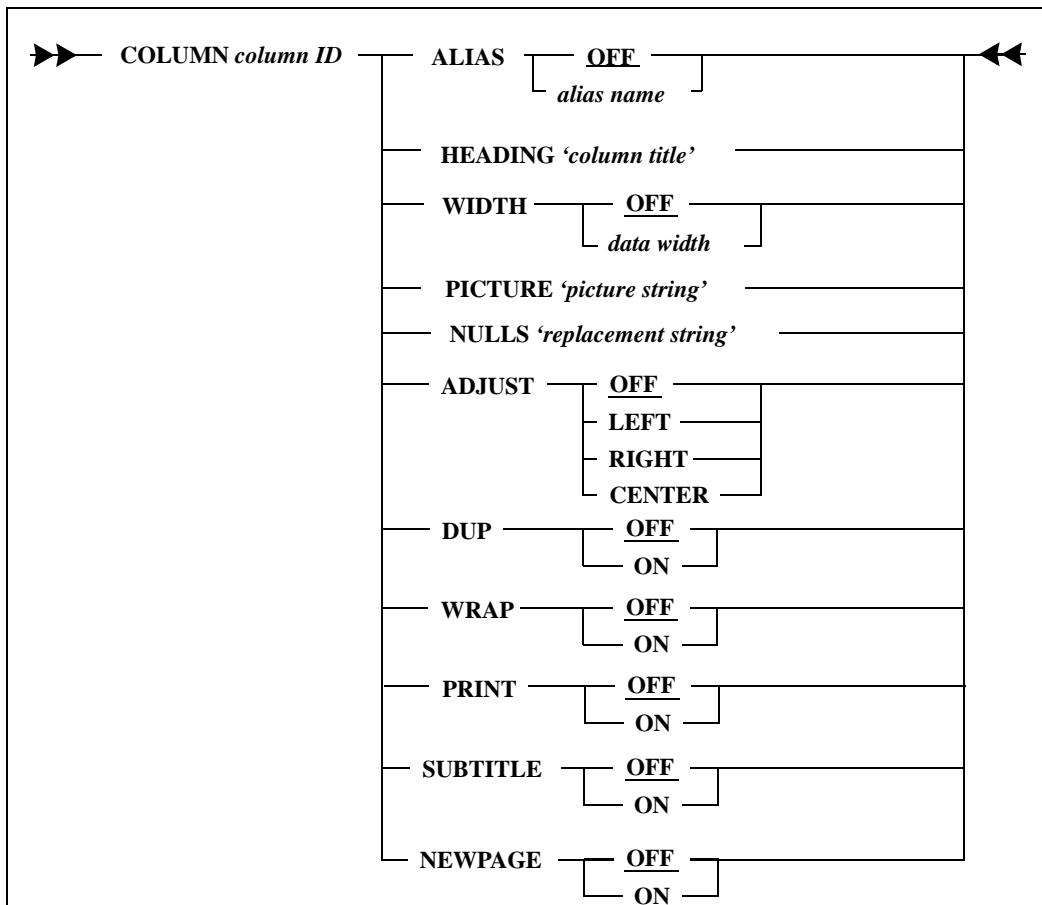 COLUMN column ID ALIAS OFF
alias name
HEADING ‘column title’
WIDTH OFF
data width
PICTURE ‘picture string’
NULLS ‘replacement string’
ADJUST OFF
LEFT
RIGHT
CENTER
DUP OFF
ON
WRAP OFF
ON
PRINT OFF
ON
SUBTITLE OFF
ON
NEWPAGE OFF
ON